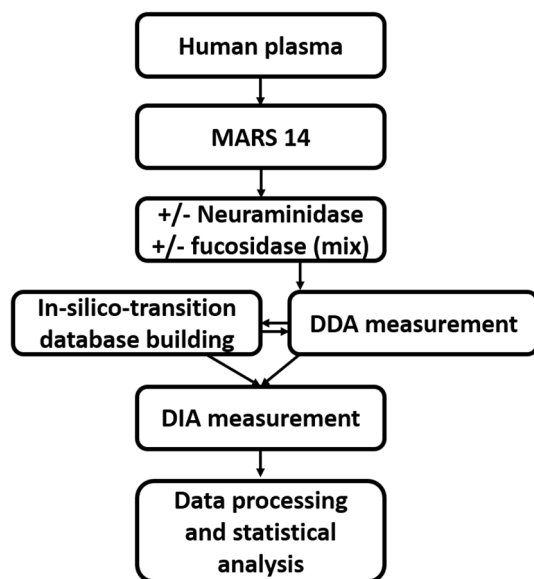 Human plasma
MARS 14
+/- Neuraminidase
+/- fucosidase (mix)
In-silico-transition
database building
DDA measurement
DIA measurement
Data processing
and statistical
analysis